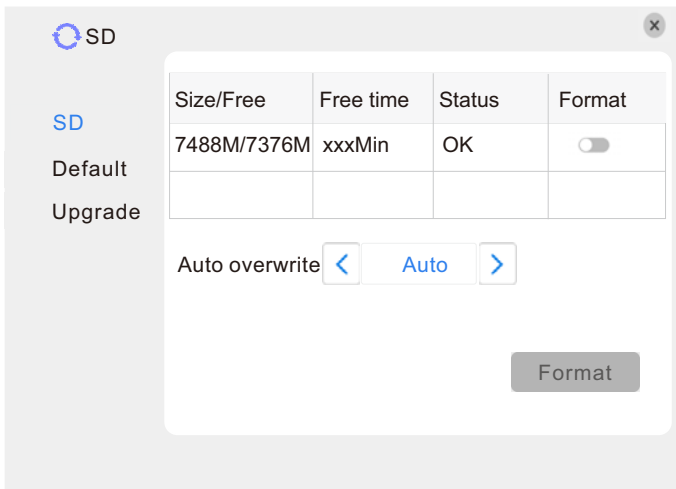 SD
SD
Default
Upgrade
Size/Free Free time Status Format
7488M/7376M xxxMin OK
Auto overwrite Auto
Format